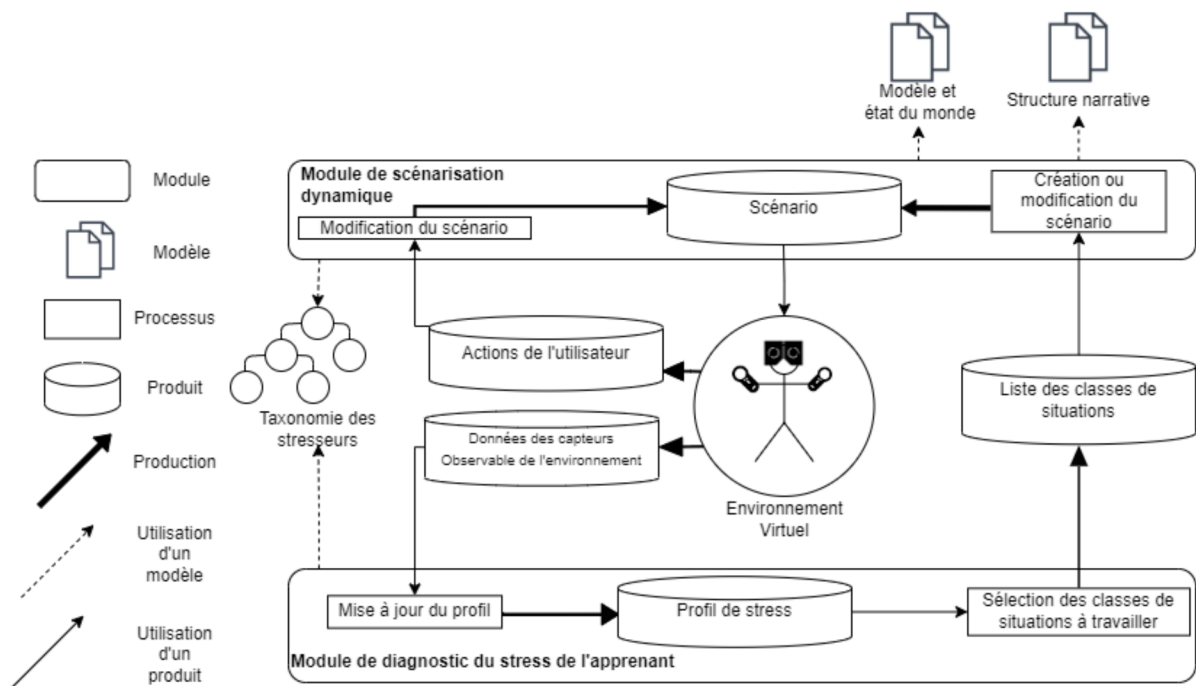 Modèle et
état du monde
Structure narrative
Module
Modèle
Processus
Produit
Production
Utilisation
d'un
modèle
Utilisation
d'un
produit
Module de scénarisation
dynamique
Modification du scénario
Scénario
Création ou
modification du
scénario
Taxonomie des
stresseurs
Actions de l'utilisateur
Données des capteurs
Observable de l'environnement
Environnement
Virtuel
Liste des classes de
situations
Mise à jour du profil
Profil de stress
Sélection des classes de
situations à travailler
Module de diagnostic du stress de l'apprenant